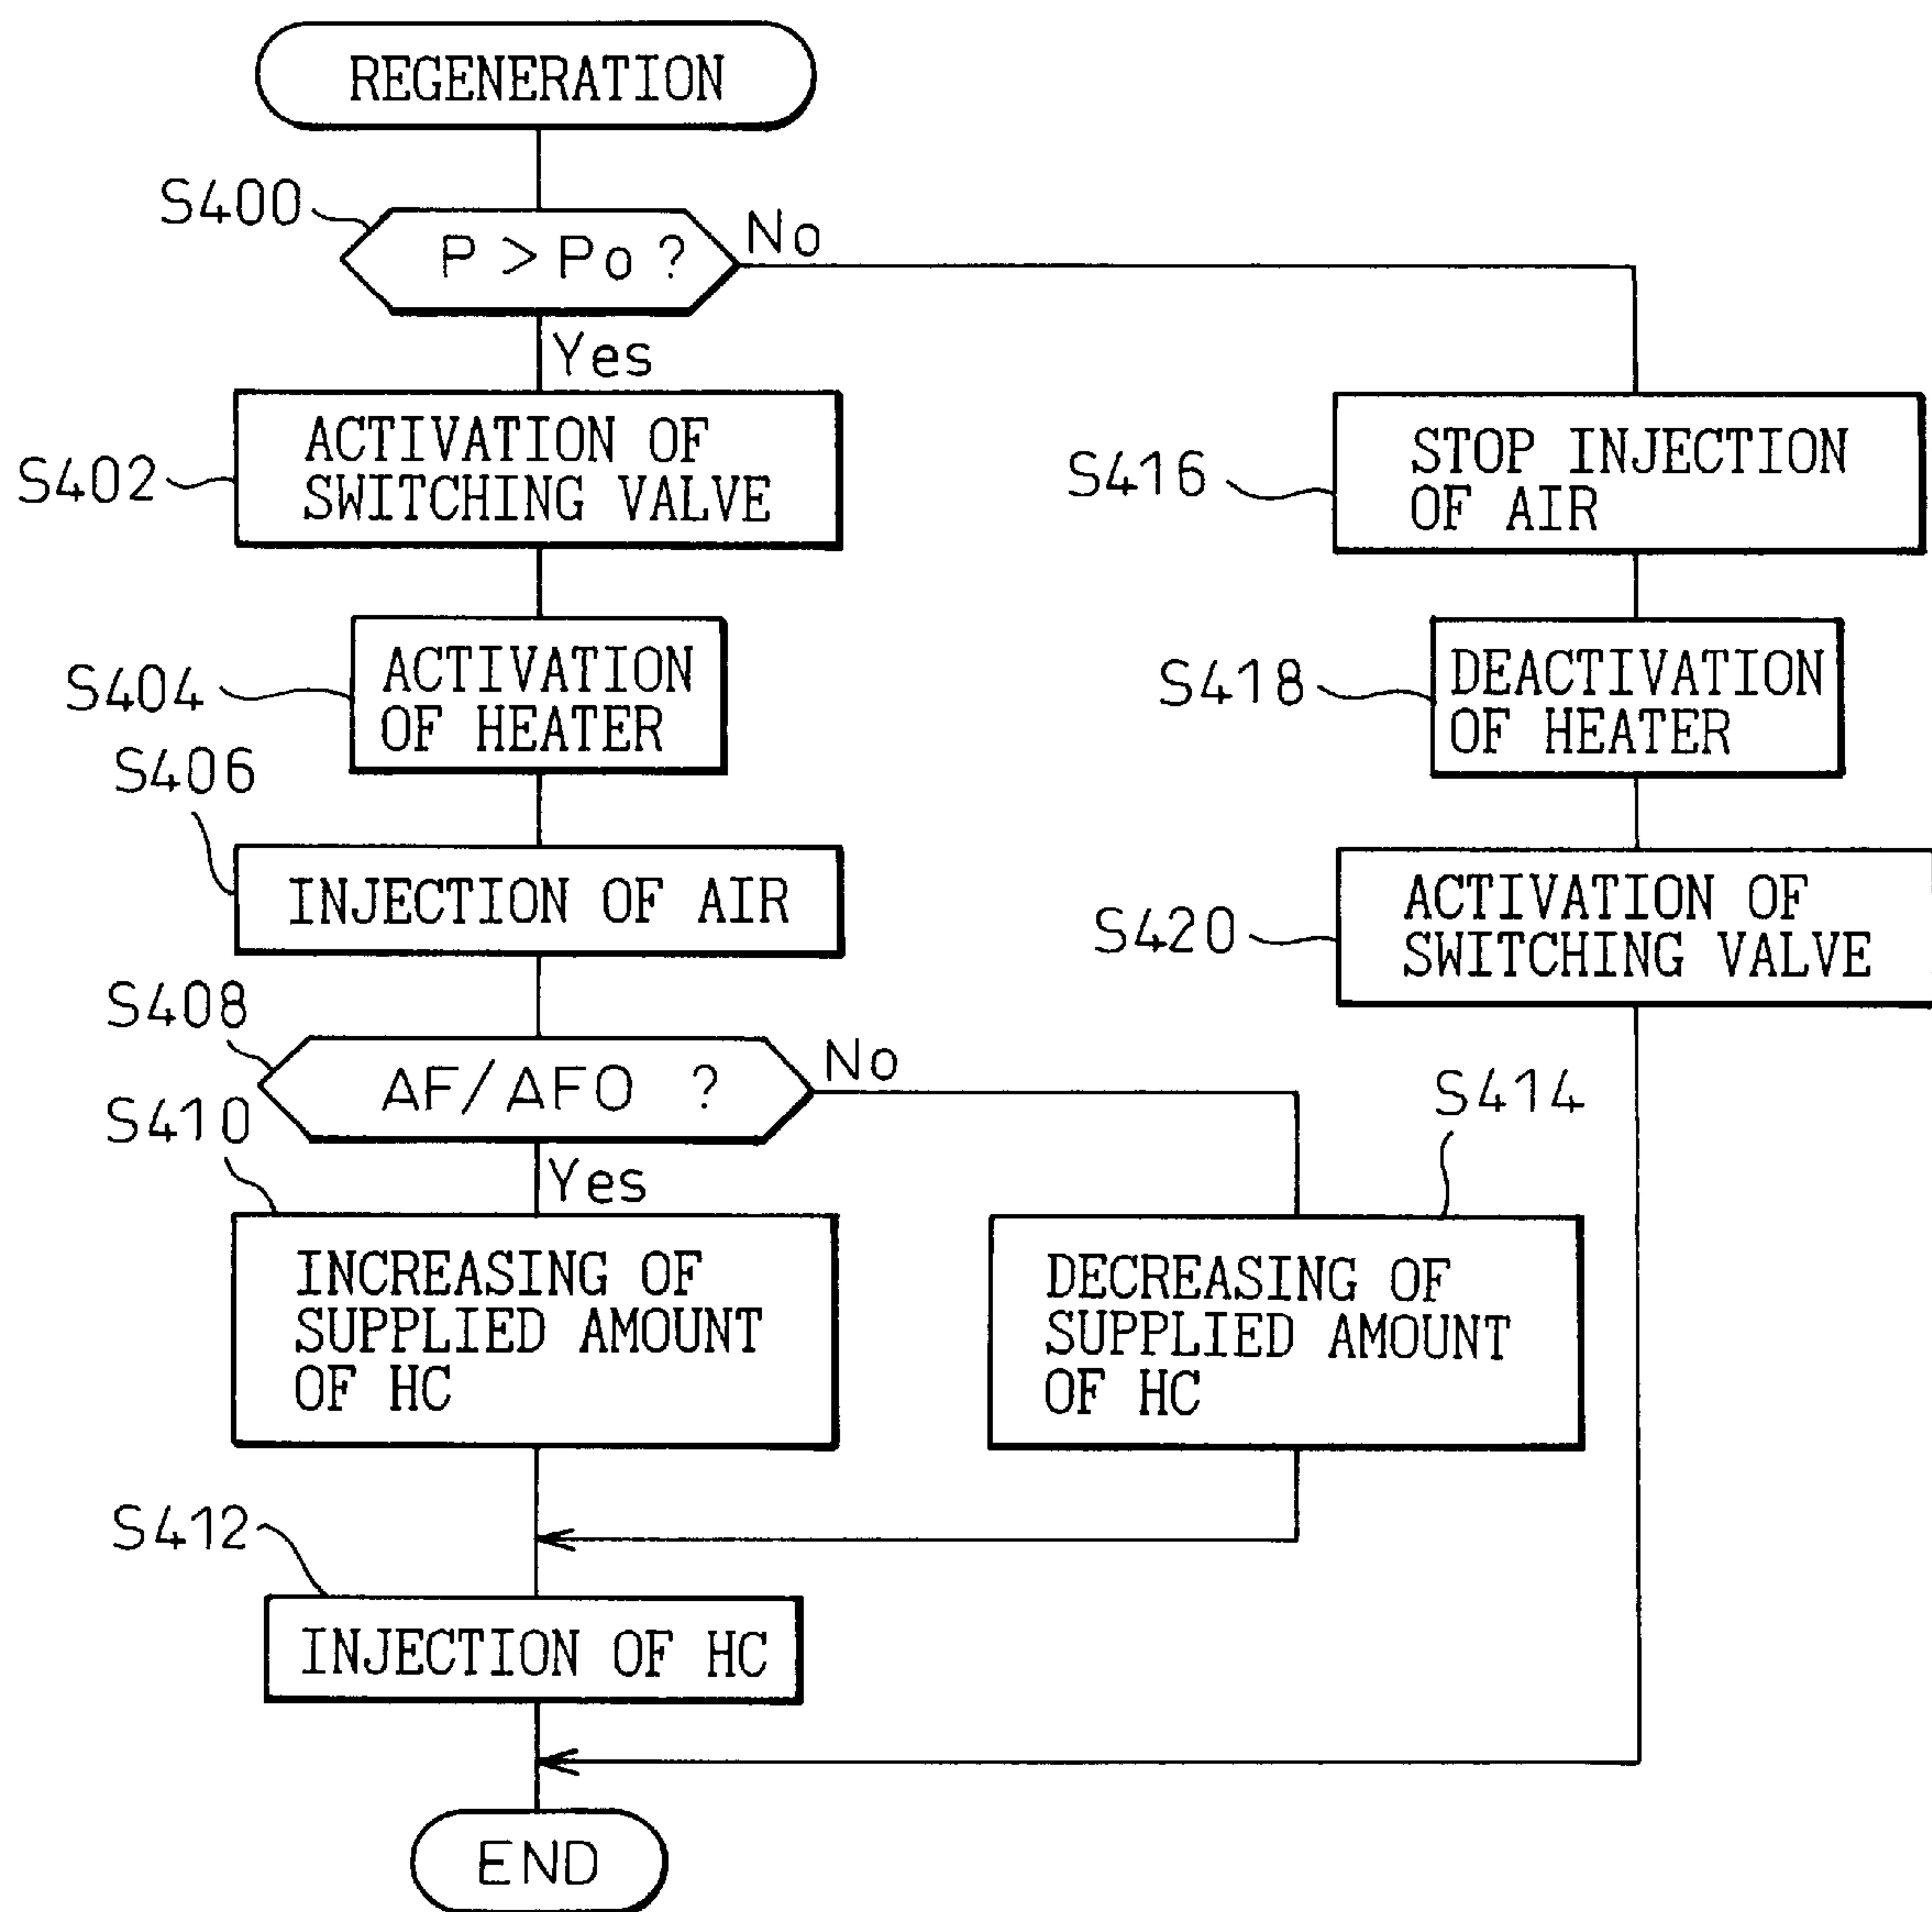 REGENERATION
S400
P > Po ?
No
Yes
S402
ACTIVATION OF
SWITCHING VALVE
S416
STOP INJECTION
OF AIR
S404
ACTIVATION
OF HEATER
S418
DEACTIVATION
OF HEATER
S406
INJECTION OF AIR
S420
ACTIVATION OF
SWITCHING VALVE
S408
AF/AFO ?
No
Yes
S410
INCREASING OF
SUPPLIED AMOUNT
OF HC
S414
DECREASING OF
SUPPLIED AMOUNT
OF HC
S412
INJECTION OF HC
END